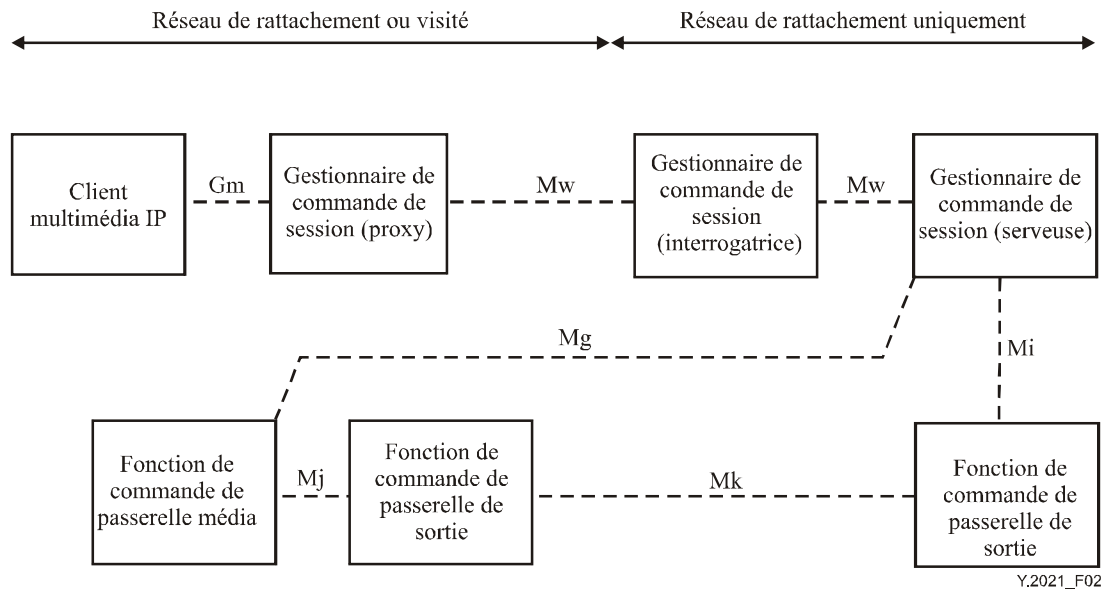 Réseau de rattachement ou visité
Réseau de rattachement uniquement
Client
multimédia IP
Gm
Gestionnaire de
commande de
session (proxy)
Mw
Gestionnaire de
commande de
session
(interrogatrice)
Mw
Gestionnaire de
commande de
session (serveuse)
Mg
Mi
Fonction de
commande de
passerelle média
Mj
Fonction de
commande de
passerelle de
sortie
Mk
Fonction de
commande de
passerelle de
sortie
Y.2021_F02